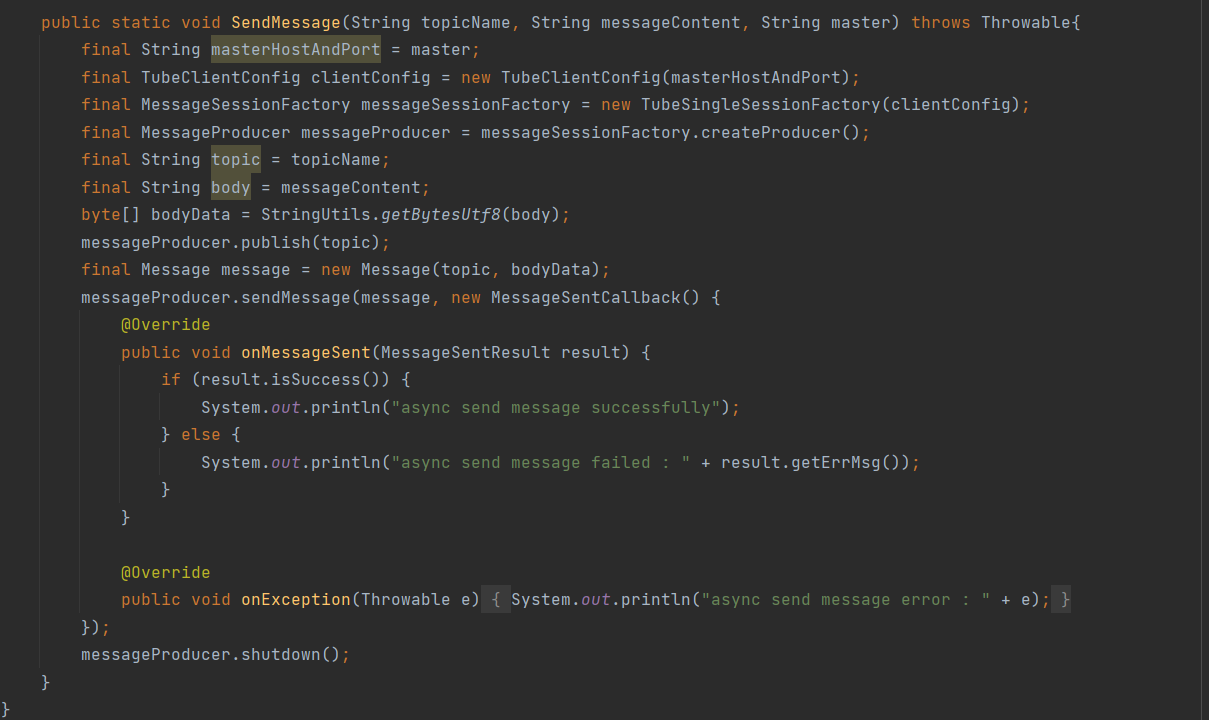 public static void SendMessage(String topicName, String messageContent, String master) throws Throwable{
final String masterHostAndPort = master;
final TubeClientConfig clientConfig = new TubeClientConfig(masterHostAndPort);
final MessageSessionFactory messageSessionFactory = new TubeSingleSessionFactory(clientConfig);
final MessageProducer messageProducer = messageSessionFactory.createProducer();
final String topic = topicName;
final String body = messageContent;
byte[] bodyData = StringUtils.getBytesUtf8(body);
messageProducer.publish(topic);
final Message message = new Message(topic, bodyData);
messageProducer.sendMessage(message, new MessageSentCallback() {
@Override
public void onMessageSent(MessageSentResult result) {
if (result.isSuccess()) {
System.out.println("async send message successfully");
} else {
System.out.println("async send message failed : " + result.getErrMsg());
}
}
@Override
public void onException(Throwable e) { System.out.println("async send message error : " + e); }
});
messageProducer.shutdown();
}
}